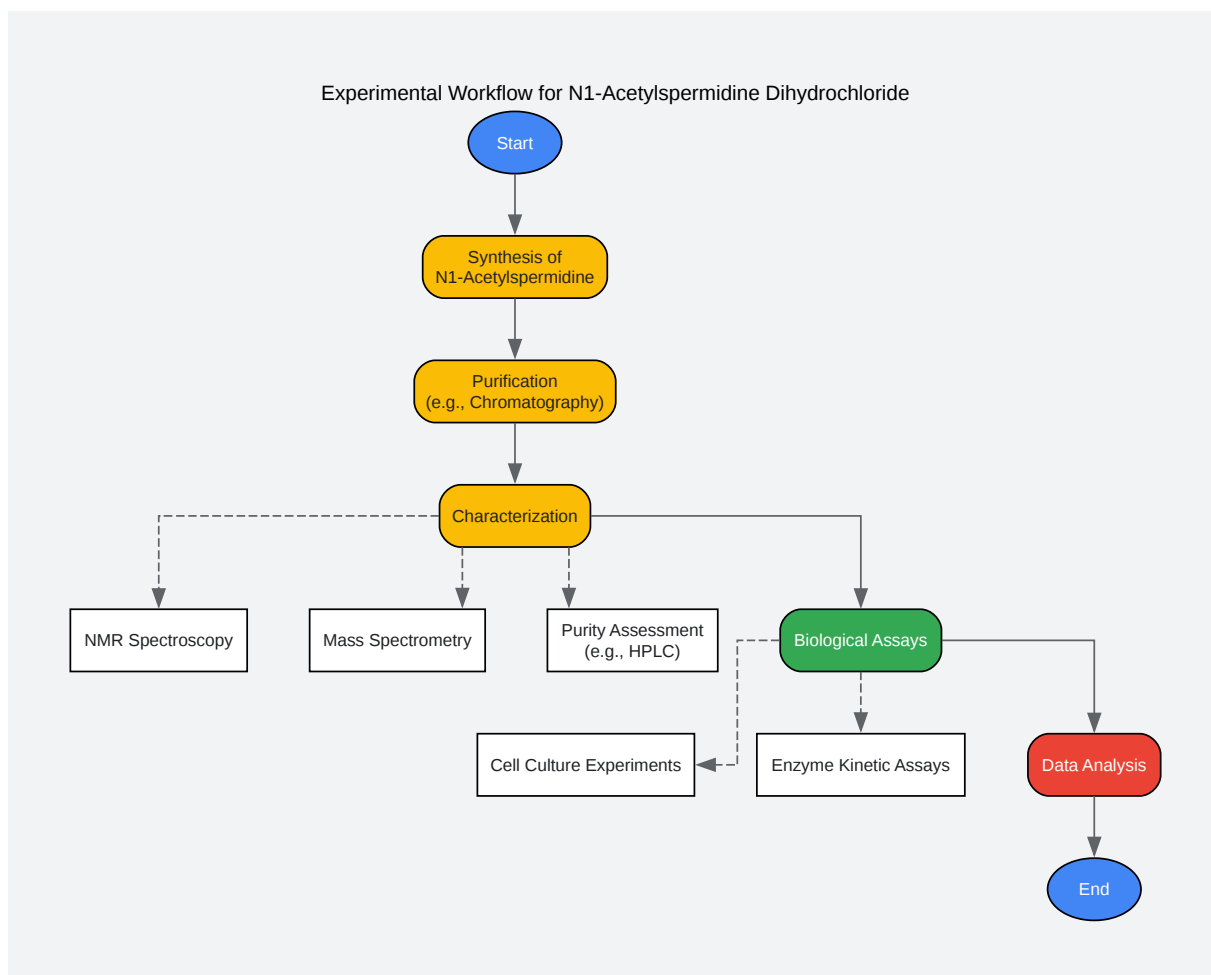 Experimental Workflow for N1-Acetylspermidine Dihydrochloride
Start
Synthesis of
N1-Acetylspermidine
Purification
(e.g., Chromatography)
Characterization
NMR Spectroscopy
Mass Spectrometry
Purity Assessment
(e.g., HPLC)
Biological Assays
Cell Culture Experiments
Enzyme Kinetic Assays
Data Analysis
End